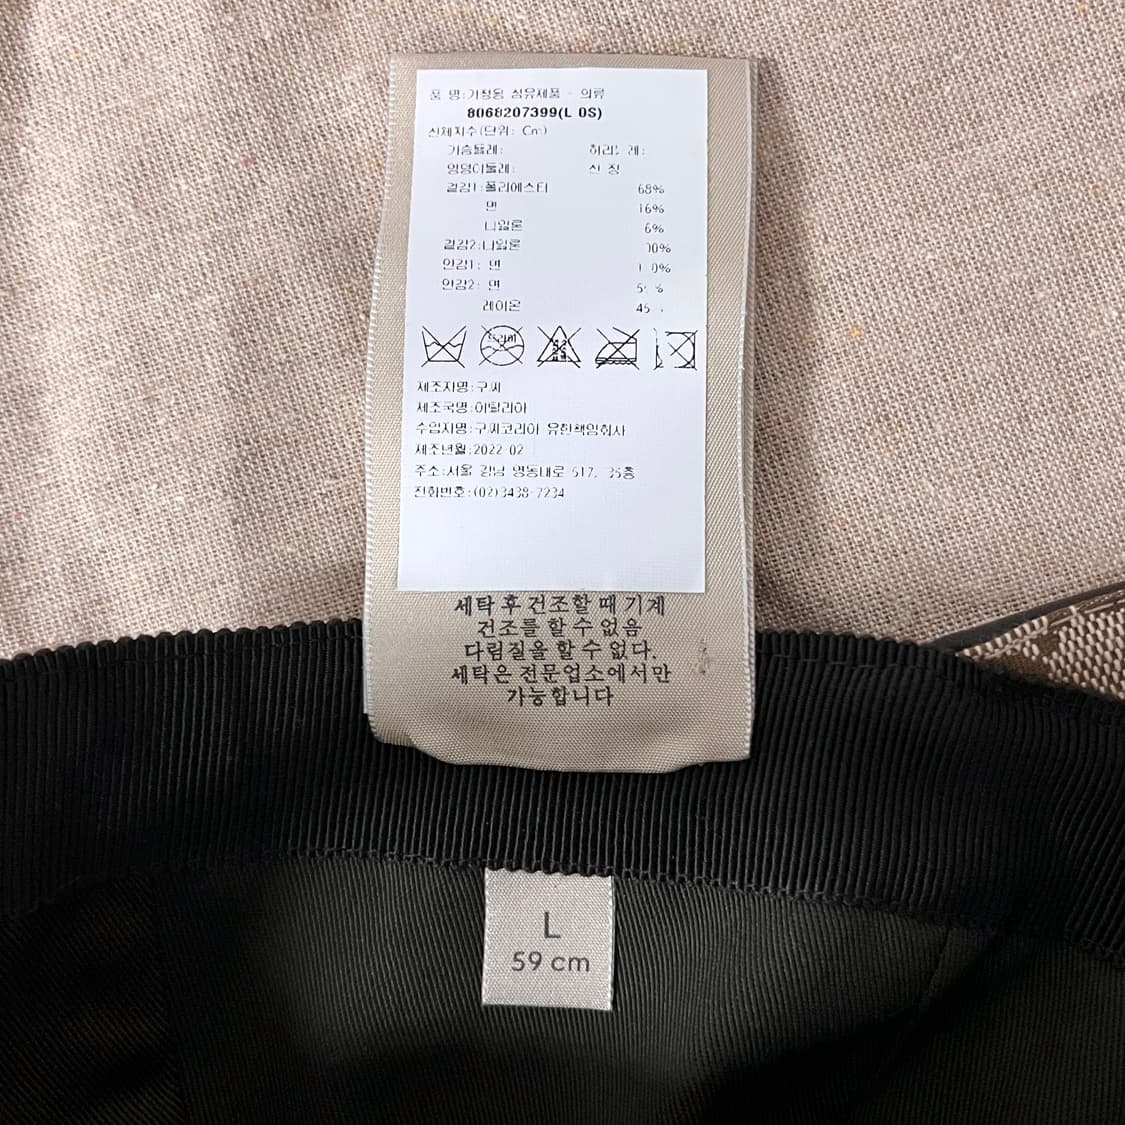 품 명:가정용 섬유제품 - 의류
8068207399(L 0S)
신체치수(단위: Cm)
가슴둘레: 허리둘레:
엉덩이둘레: 신 장
겉감1:폴리에스터 68%
면 16%
나일론 6%
겉감2:나일론
안감1: 면
안감2: 면
레이온 45
드라이
제조자명:구찌
제조국명:이탈리아
수입자명:구찌코리아 유한책임회사
제조년월:2022-02
주소:서울 강남 영동대로 517, 35층
전화번호:(02)3438-7234
세탁 후 건조할 때 기계
건조를 할 수 없음
다림질을 할 수 없다.
세탁은 전문업소에서만
가능합니다
L
59 cm